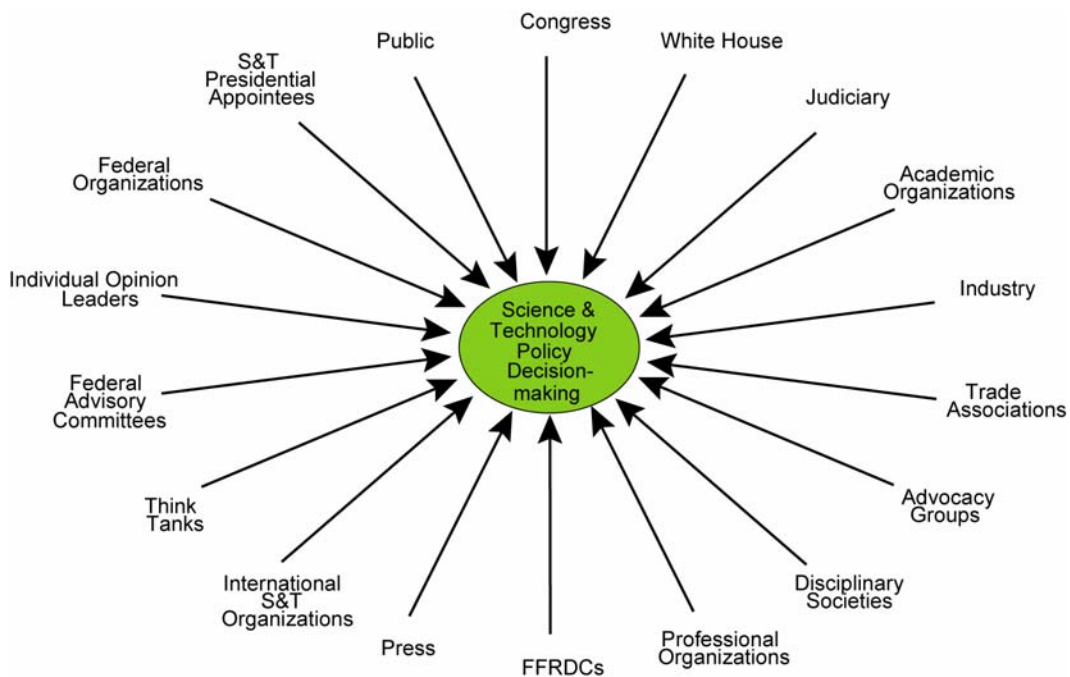 Congress
White House
Judiciary
Academic
Organizations
Industry
Trade
Associations
Advocacy
Groups
Disciplinary
Societies
Professional
Organizations
FFRDCs
Press
International
S&T
Organizations
Think
Tanks
Federal
Advisory
Committees
Individual Opinion
Leaders
Federal
Organizations
S&T
Presidential
Appointees
Public
Science &
Technology
Policy
Decision-
making